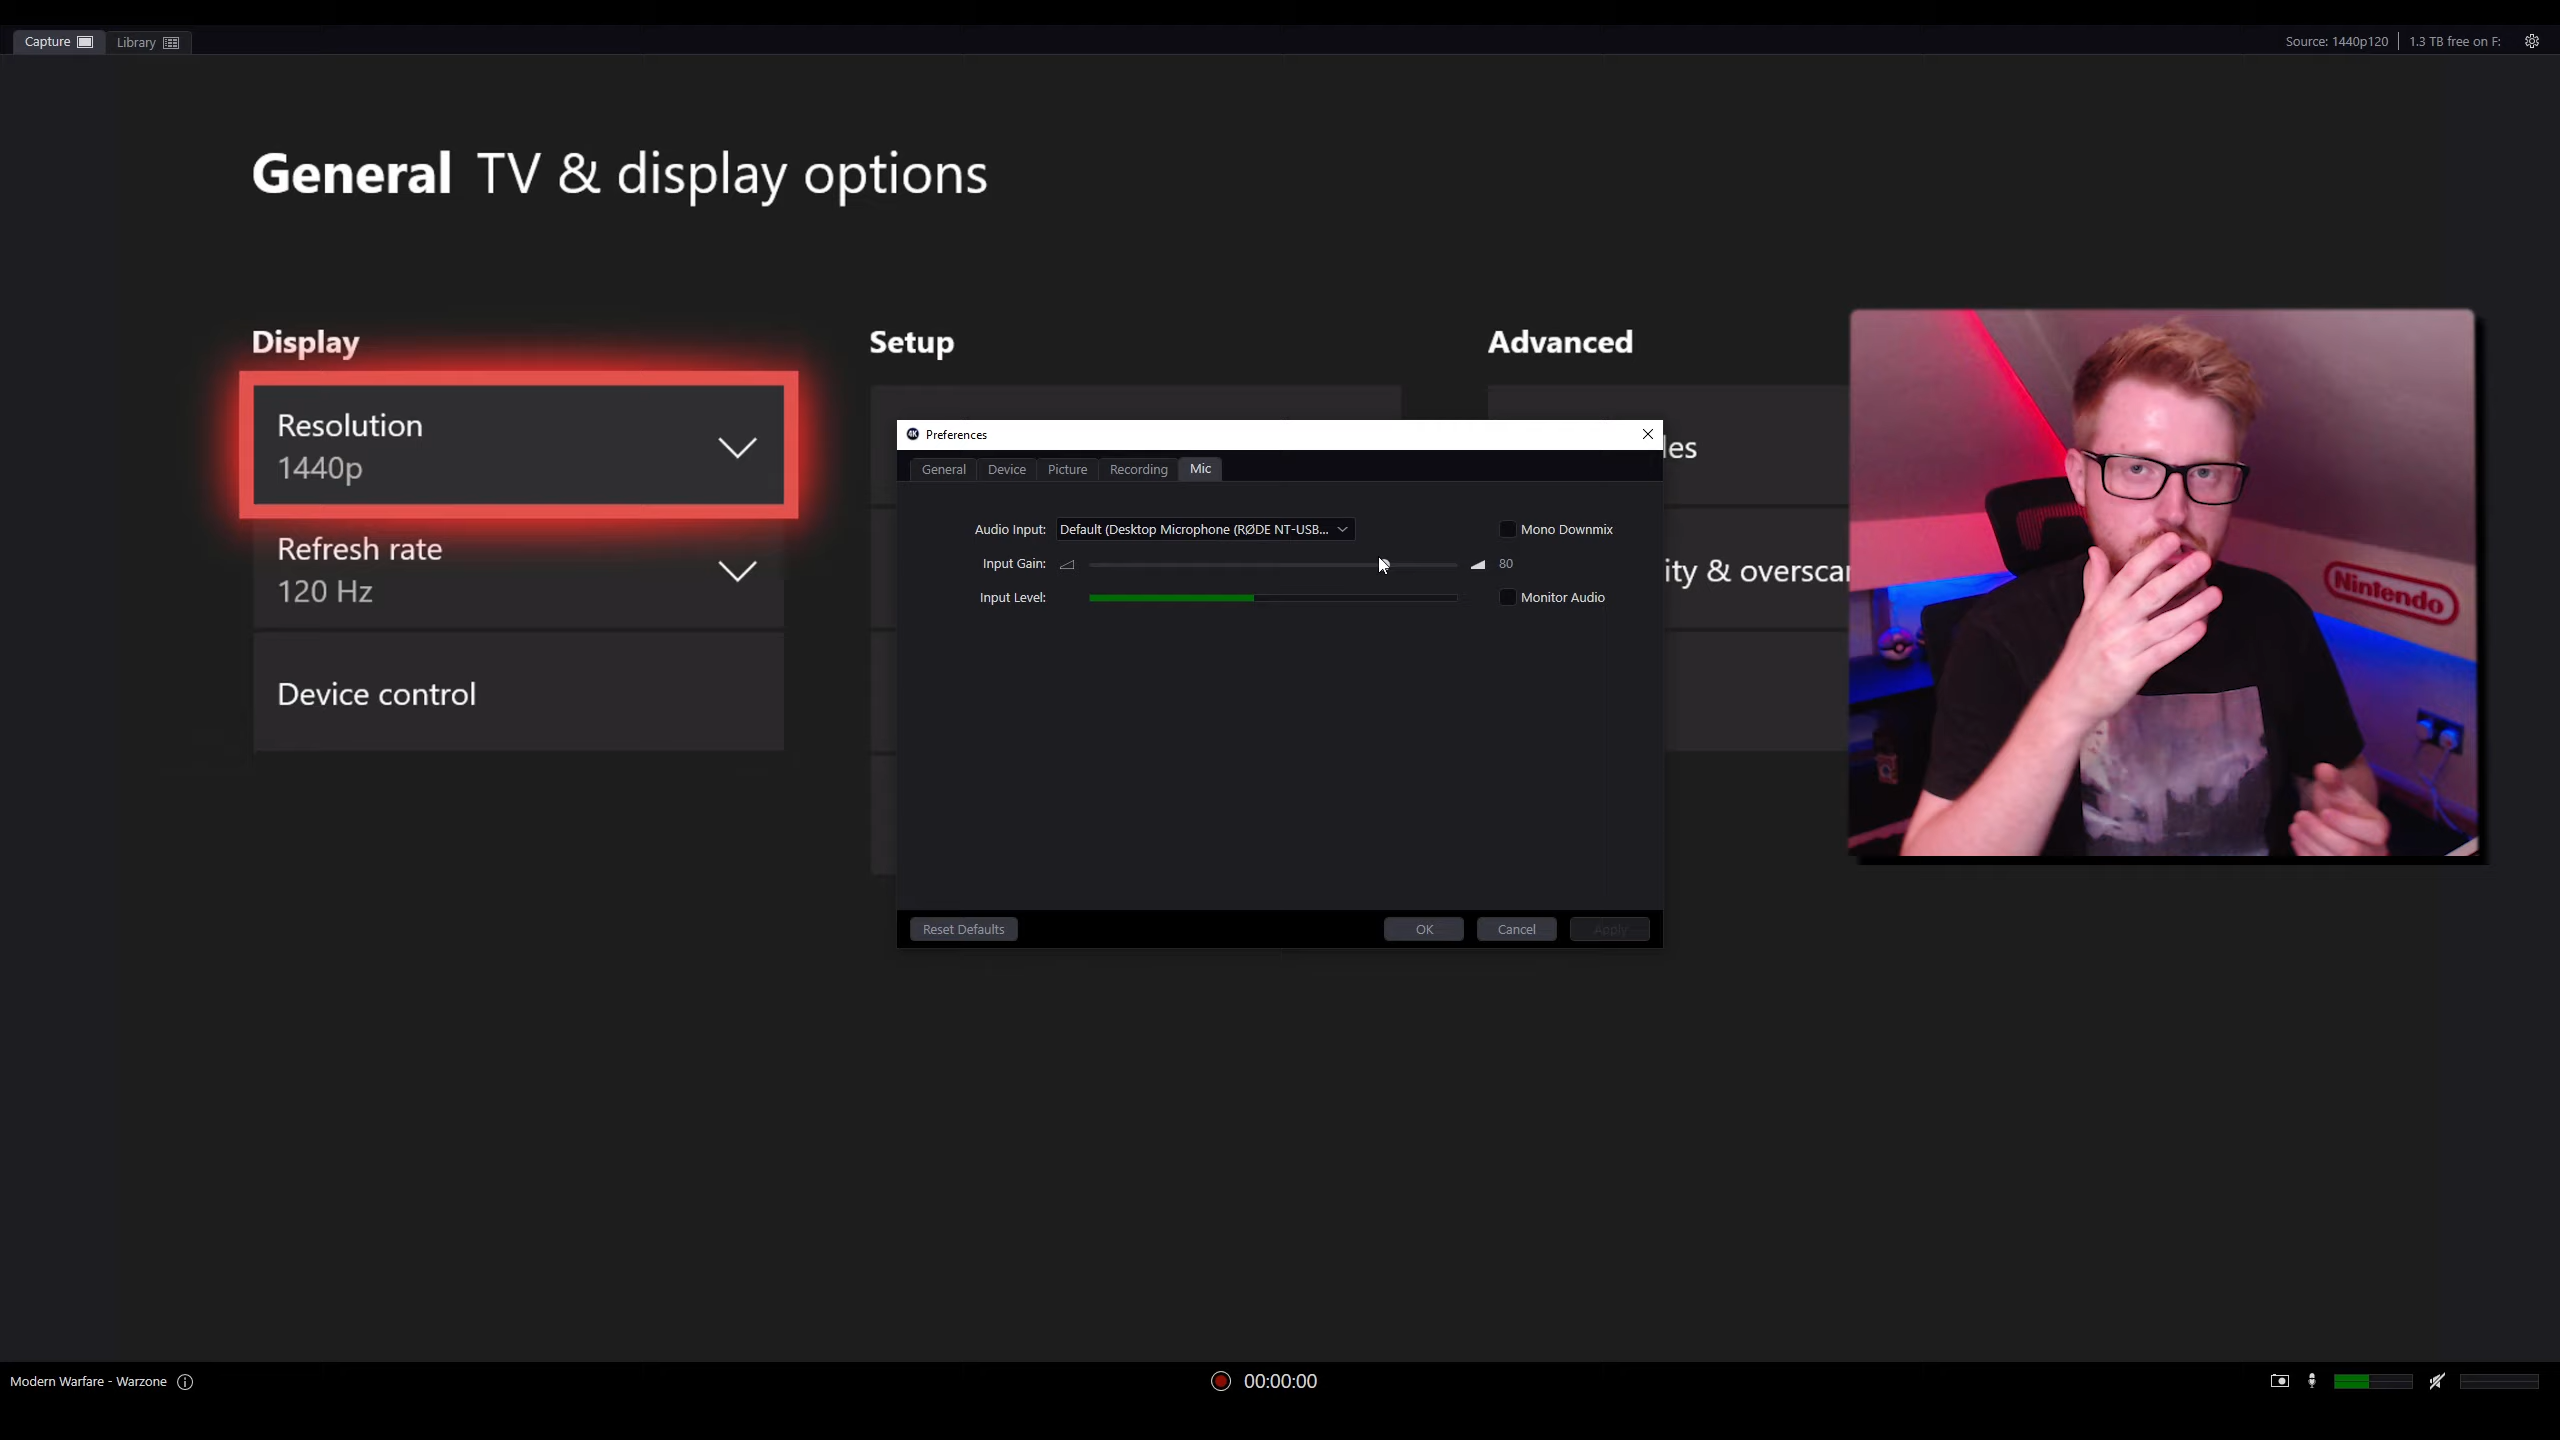 Capture
Library
Source: 1440p120
1.3 TB free on F:
General TV & display options
Display
Setup
Advanced
Resolution
1440p
Refresh rate
120 Hz
Device control
les
ity & overscan
Preferences
General
Device
Picture
Recording
Mic
Audio Input:
Default (Desktop Microphone (RØDE NT-USB...
Mono Downmix
Input Gain:
80
Input Level:
Monitor Audio
Reset Defaults
OK
Cancel
Apply
Nintendo
Modern Warfare - Warzone
00:00:00